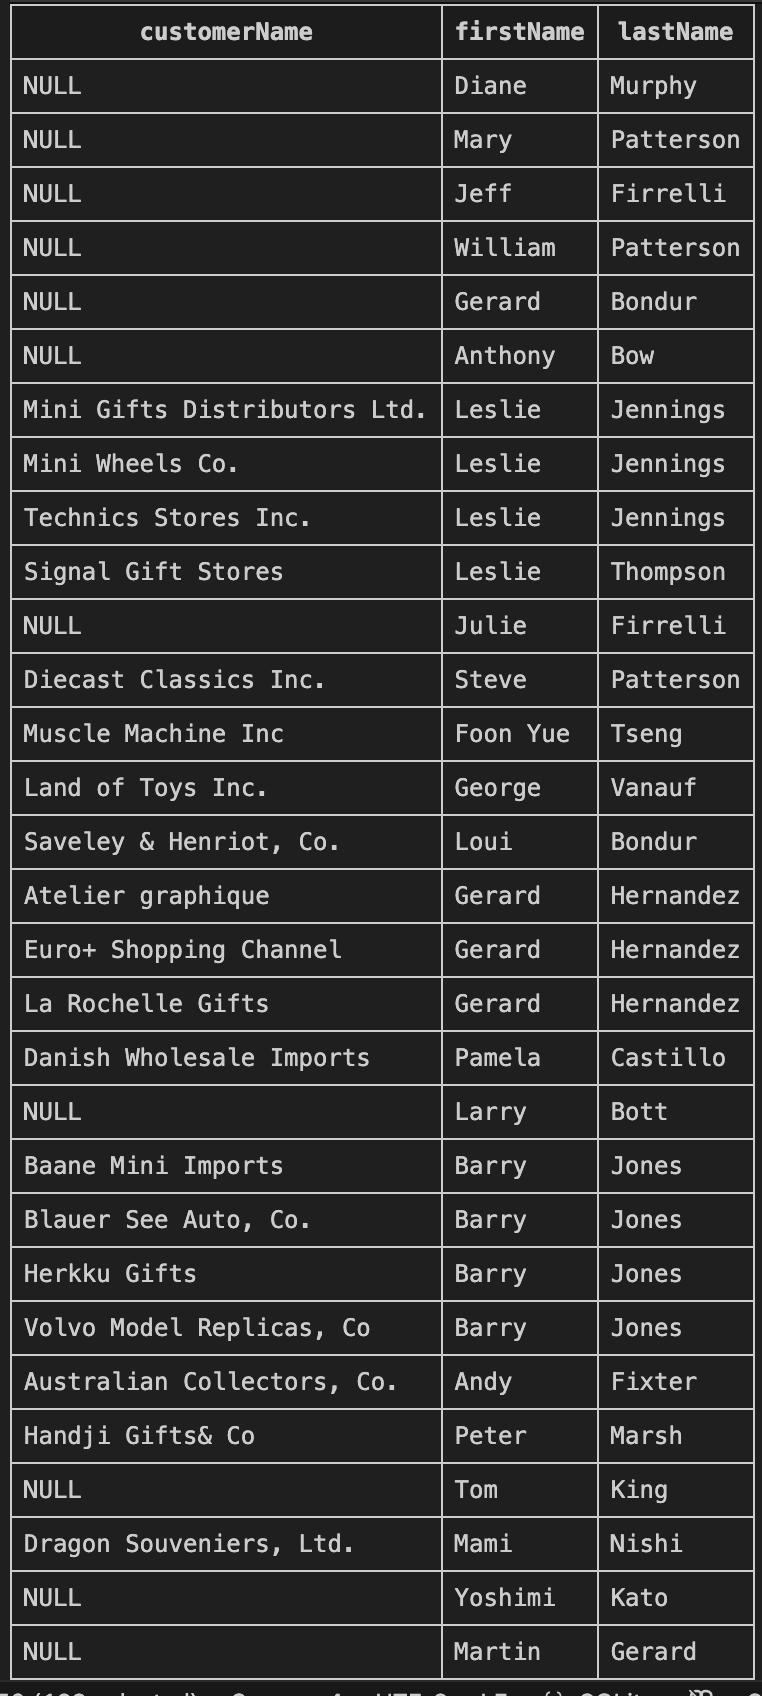 customerName firstName lastName
NULL Diane Murphy
NULL Mary Patterson
NULL Jeff Firrelli
NULL William Patterson
NULL Gerard Bondur
NULL Anthony Bow
Mini Gifts Distributors Ltd. Leslie Jennings
Mini Wheels Co. Leslie Jennings
Technics Stores Inc. Leslie Jennings
Signal Gift Stores Leslie Thompson
NULL Julie Firrelli
Diecast Classics Inc. Steve Patterson
Muscle Machine Inc Foon Yue Tseng
Land of Toys Inc. George Vanauf
Saveley & Henriot, Co. Loui Bondur
Atelier graphique Gerard Hernandez
Euro+ Shopping Channel Gerard Hernandez
La Rochelle Gifts Gerard Hernandez
Danish Wholesale Imports Pamela Castillo
NULL Larry Bott
Baane Mini Imports Barry Jones
Blauer See Auto, Co. Barry Jones
Herkku Gifts Barry Jones
Volvo Model Replicas, Co Barry Jones
Australian Collectors, Co. Andy Fixter
Handji Gifts& Co Peter Marsh
NULL Tom King
Dragon Souveniers, Ltd. Mami Nishi
NULL Yoshimi Kato
NULL Martin Gerard